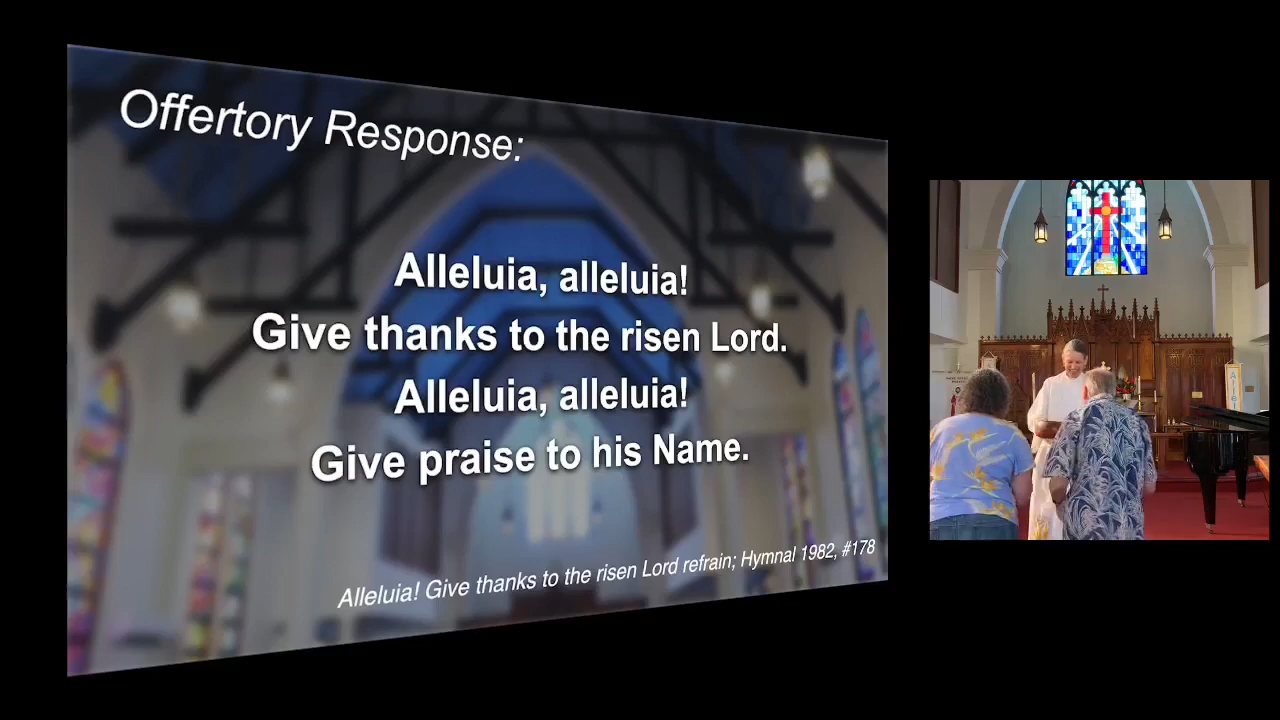 Offertory Response:
Alleluia, alleluia!
Give thanks to the risen Lord.
Alleluia, alleluia!
Give praise to his Name.
Alleluia! Give thanks to the risen Lord refrain; Hymnal 1982, #178